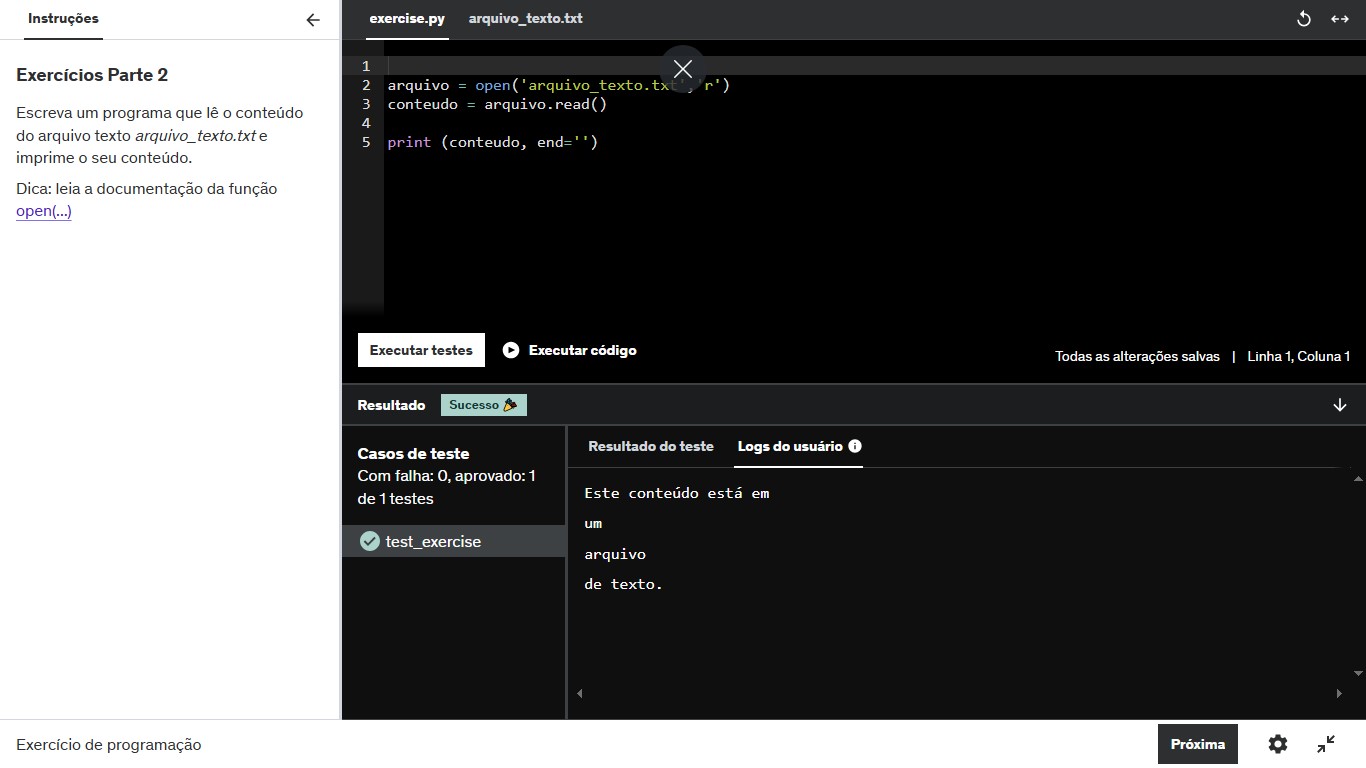 Instruções
Exercícios Parte 2
Escreva um programa que lê o conteúdo
do arquivo texto arquivo_texto.txt e
imprime o seu conteúdo.
Dica: leia a documentação da função
open(...)
exercise.py arquivo_texto.txt
1
2 arquivo = open('arquivo_texto.txt','r')
3 conteudo = arquivo.read()
4
5 print (conteudo, end='')
Executar testes Executar código
Todas as alterações salvas | Linha 1, Coluna 1
Resultado Sucesso
Casos de teste
Com falha: 0, aprovado: 1
de 1 testes
test_exercise
Resultado do teste Logs do usuário
Este conteúdo está em
um
arquivo
de texto.
Exercício de programação
Próxima